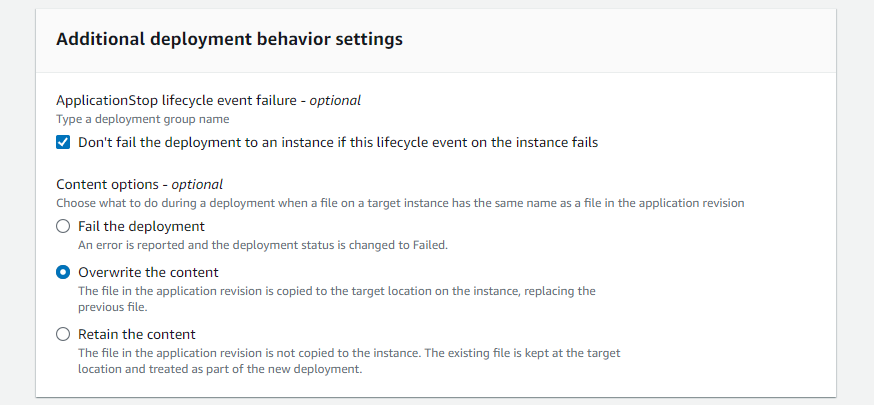 Additional deployment behavior settings
ApplicationStop lifecycle event failure - optional
Type a deployment group name
Don't fail the deployment to an instance if this lifecycle event on the instance fails
Content options - optional
Choose what to do during a deployment when a file on a target instance has the same name as a file in the application revision
Fail the deployment
An error is reported and the deployment status is changed to Failed.
Overwrite the content
The file in the application revision is copied to the target location on the instance, replacing the
previous file.
Retain the content
The file in the application revision is not copied to the instance. The existing file is kept at the target
location and treated as part of the new deployment.